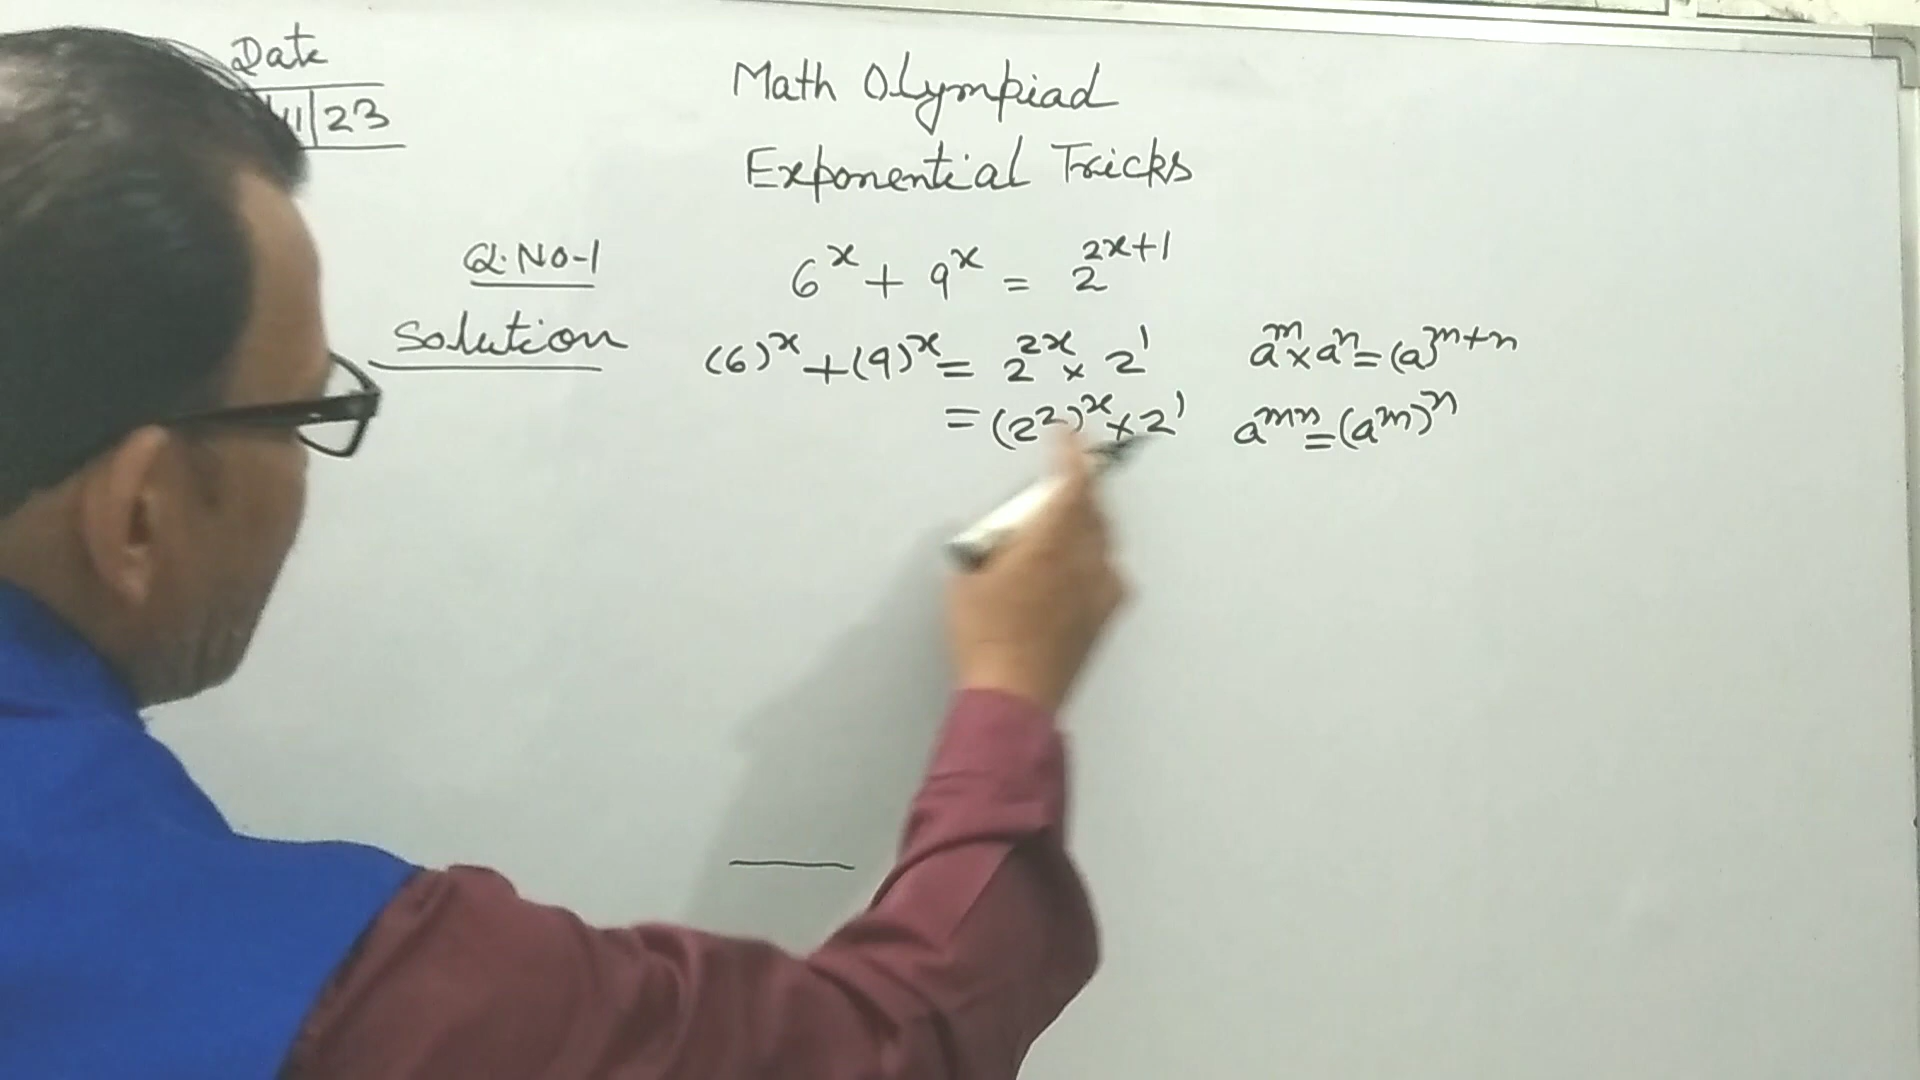 Date
11/23
Math Olympiad
Exponential Tricks
Q.NO-1
6^x + 9^x = 2^{2x+1}
Solution
(6)^x + (9)^x = 2^{2x} × 2^1
a^m × a^n = (a)^{m+n}
= (2^2)^x × 2^1
a^{mn} = (a^m)^n